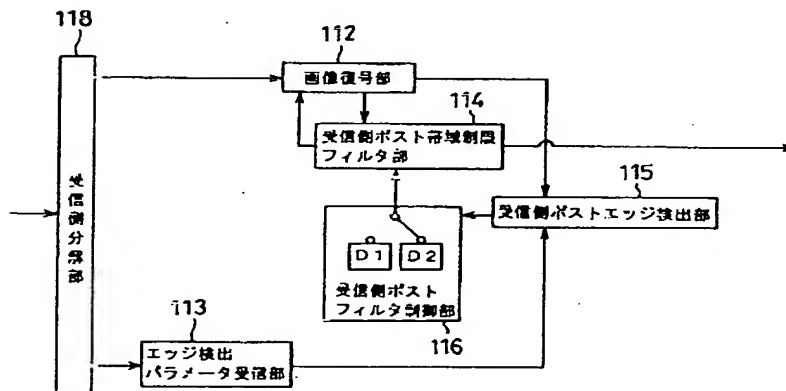 118
112
画像復号部
114
受信側ポスト帯域制限
フィルタ部
115
受信側ポストエッジ検出部
D1
D2
受信側ポスト
フィルタ制御部
116
受信側分離部
113
エッジ検出
パラメータ受信部